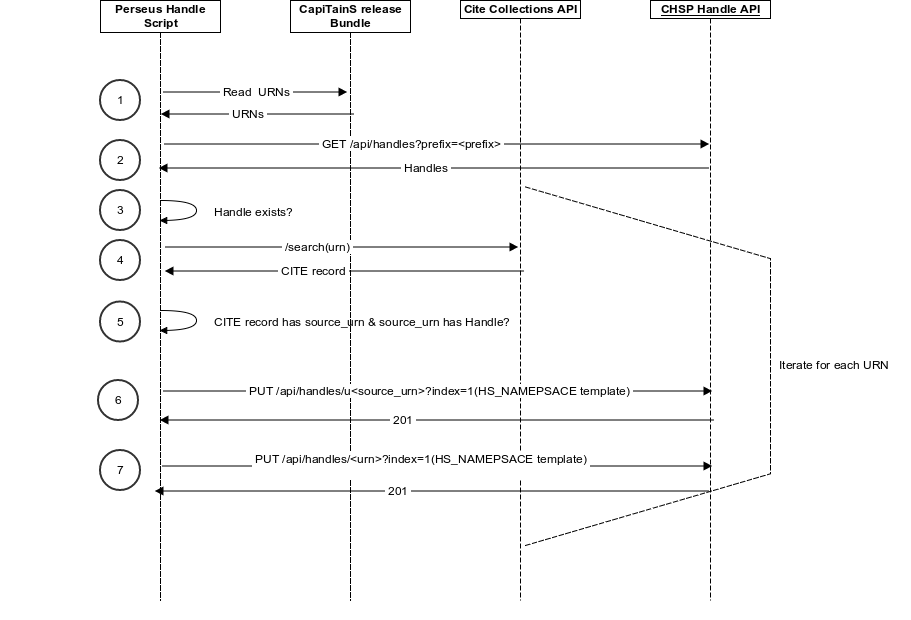 Perseus Handle
Script
CapiTainS release
Bundle
Cite Collections API
CHSP Handle API
1
Read  URNs
URNs
2
GET /api/handles?prefix=<prefix>
Handles
3
Handle exists?
4
/search(urn)
CITE record
5
CITE record has source_urn & source_urn has Handle?
Iterate for each URN
6
PUT /api/handles/u<source_urn>?index=1(HS_NAMEPSACE template)
201
7
PUT /api/handles/<urn>?index=1(HS_NAMEPSACE template)
201